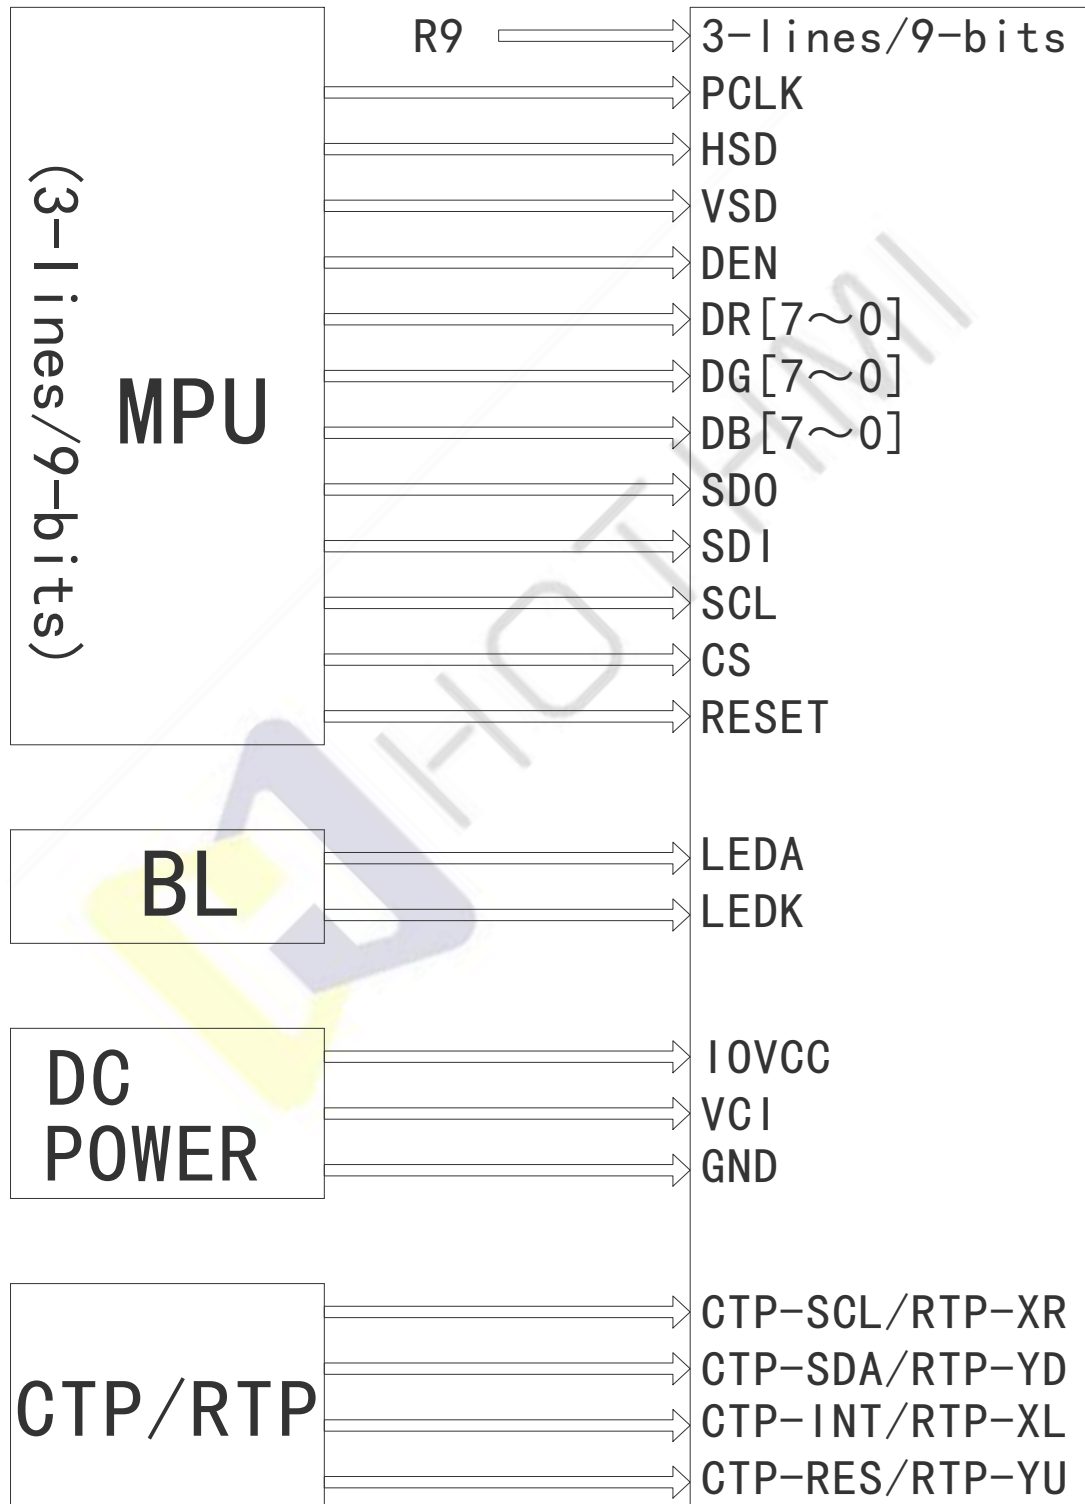 R9
3-lines/9-bits
PCLK
HSD
VSD
DEN
DR[7～0]
DG[7～0]
DB[7～0]
SDO
SDI
SCL
CS
RESET
(3-lines/9-bits)
MPU
BL
LEDA
LEDK
DC
POWER
IOVCC
VCI
GND
CTP/RTP
CTP-SCL/RTP-XR
CTP-SDA/RTP-YD
CTP-INT/RTP-XL
CTP-RES/RTP-YU
HOT HMI